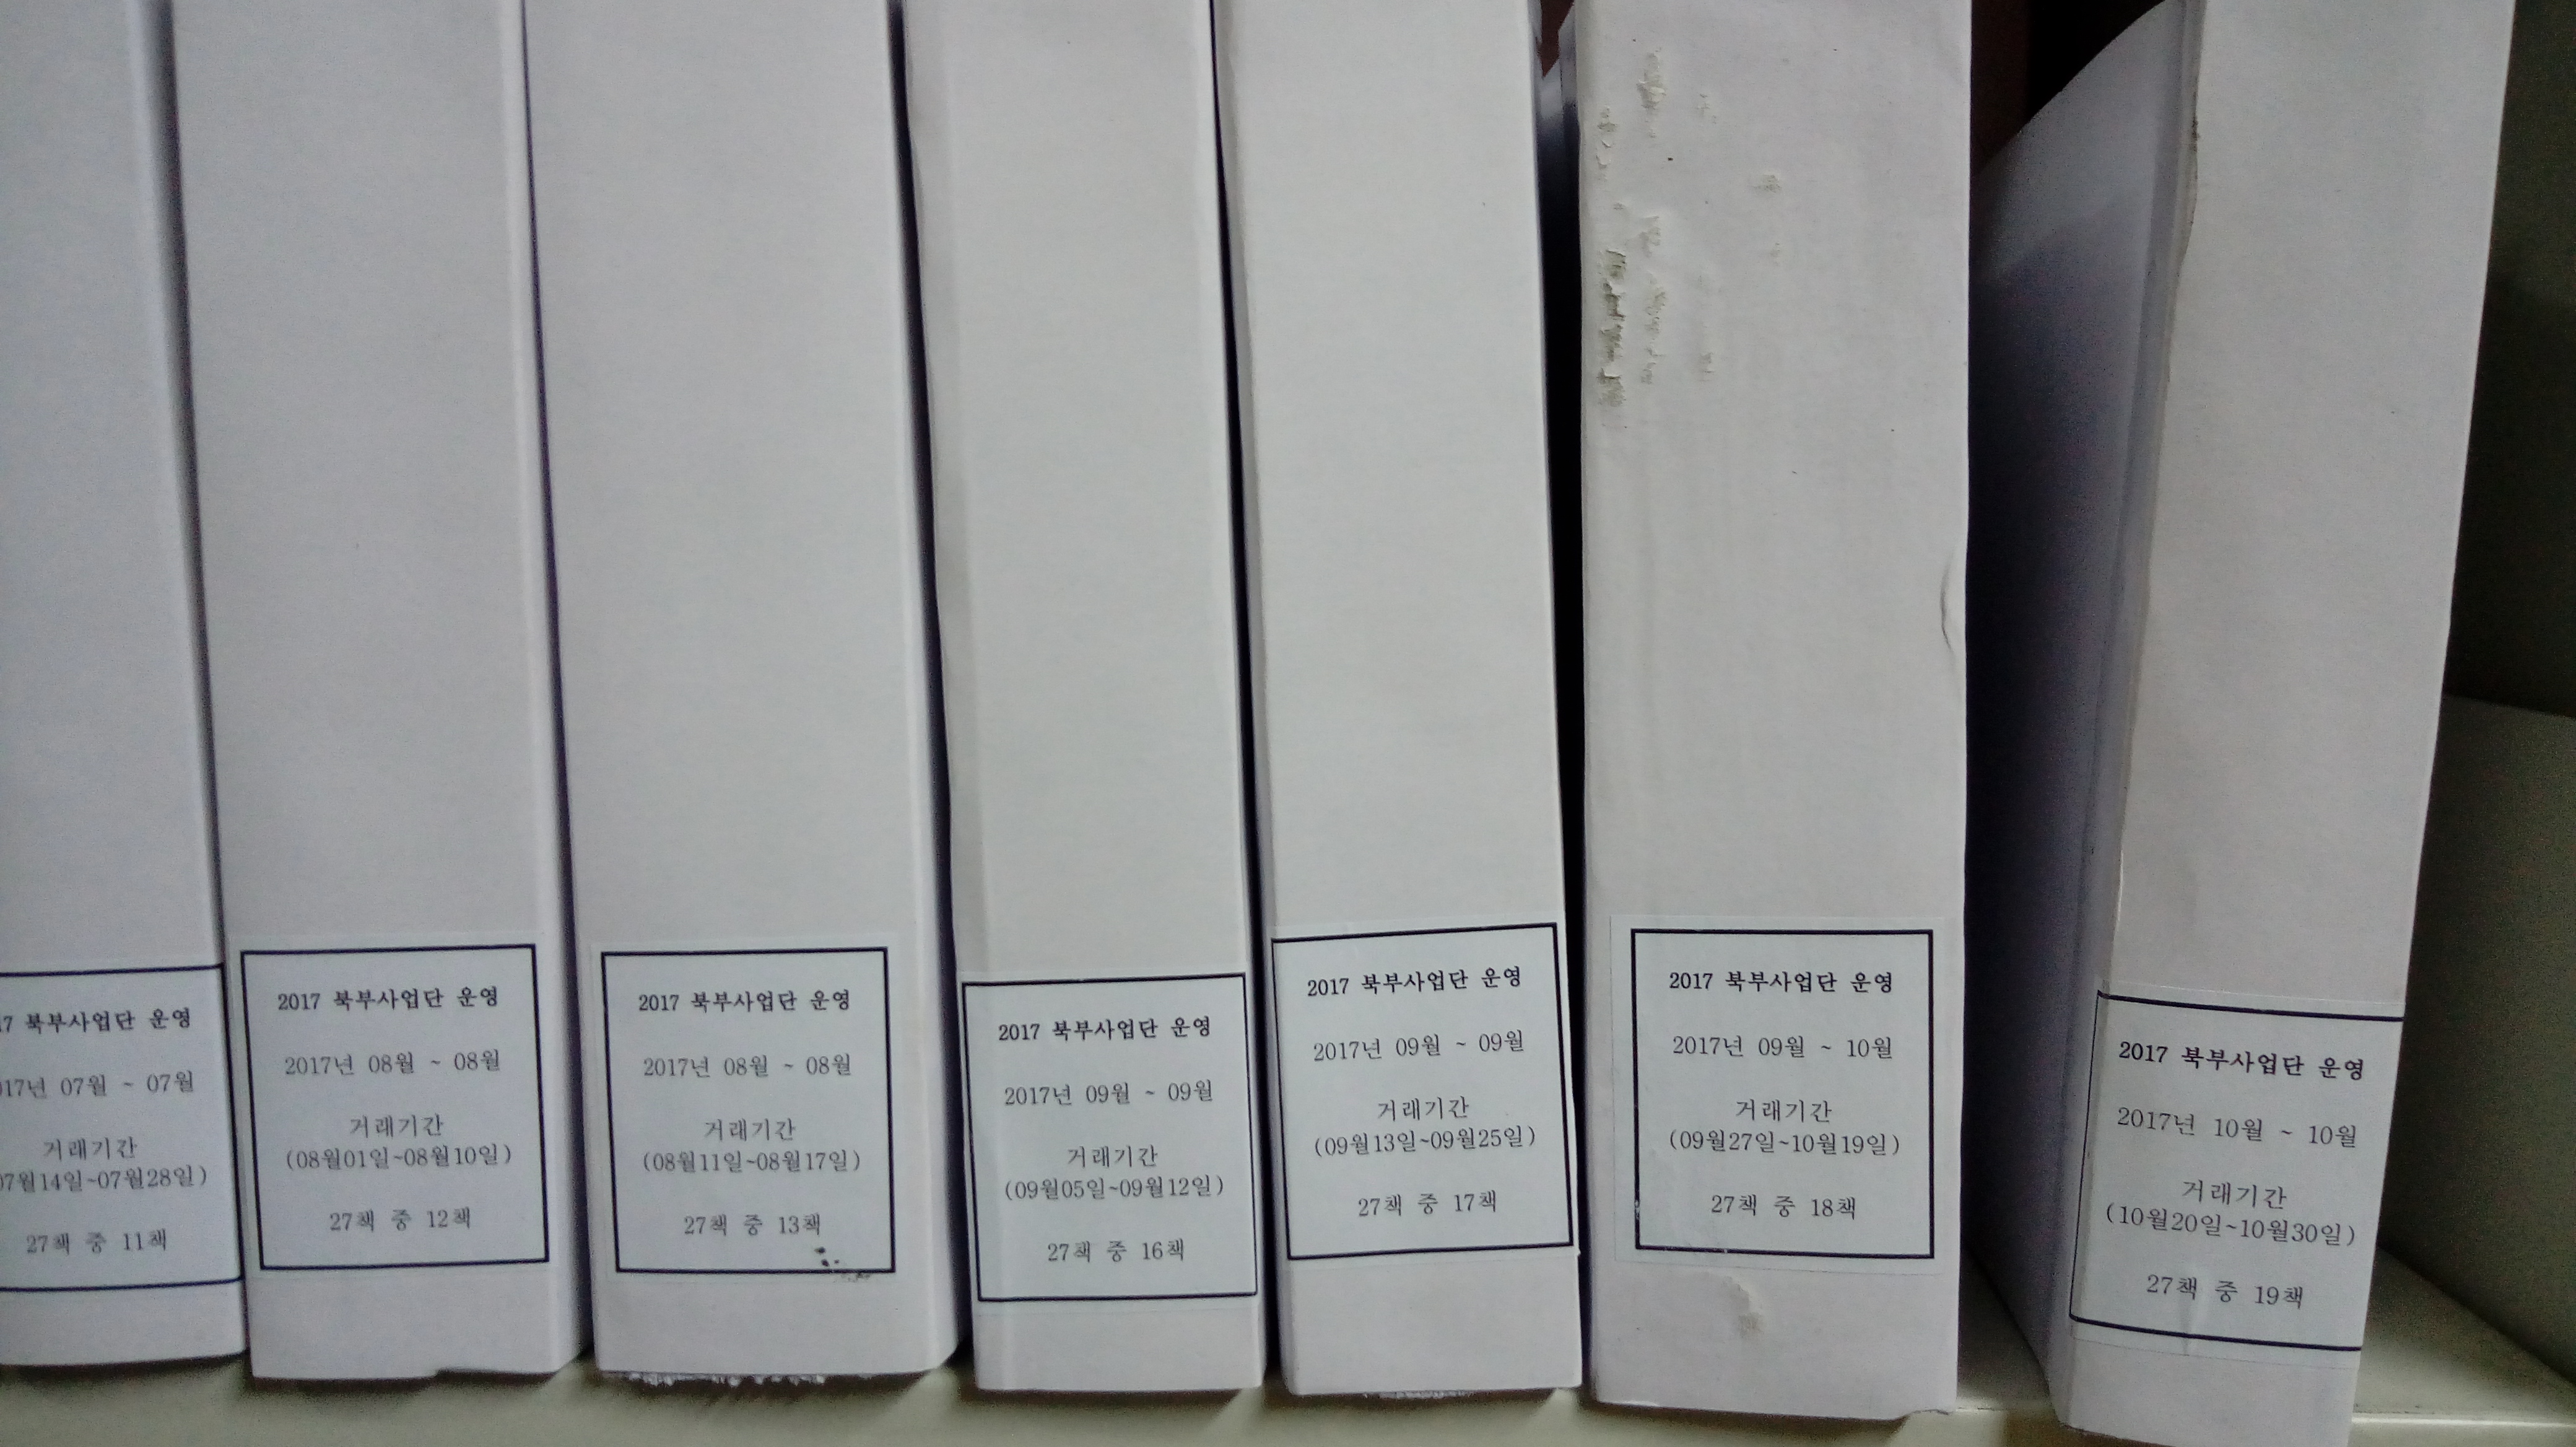 17 북부사업단 운영
017년 07월 ~ 07월
거래기간
07월14일~07월28일)
27책 중 11책
2017 북부사업단 운영
2017년 08월 ~ 08월
거래기간
(08월01일~08월10일)
27책 중 12책
2017 북부사업단 운영
2017년 08월 ~ 08월
거래기간
(08월11일~08월17일)
27책 중 13책
2017 북부사업단 운영
2017년 09월 ~ 09월
거래기간
(09월05일~09월12일)
27책 중 16책
2017 북부사업단 운영
2017년 09월 ~ 09월
거래기간
(09월13일~09월25일)
27책 중 17책
2017 북부사업단 운영
2017년 09월 ~ 10월
거래기간
(09월27일~10월19일)
27책 중 18책
2017 북부사업단 운영
2017년 10월 ~ 10월
거래기간
(10월20일~10월30일)
27책 중 19책